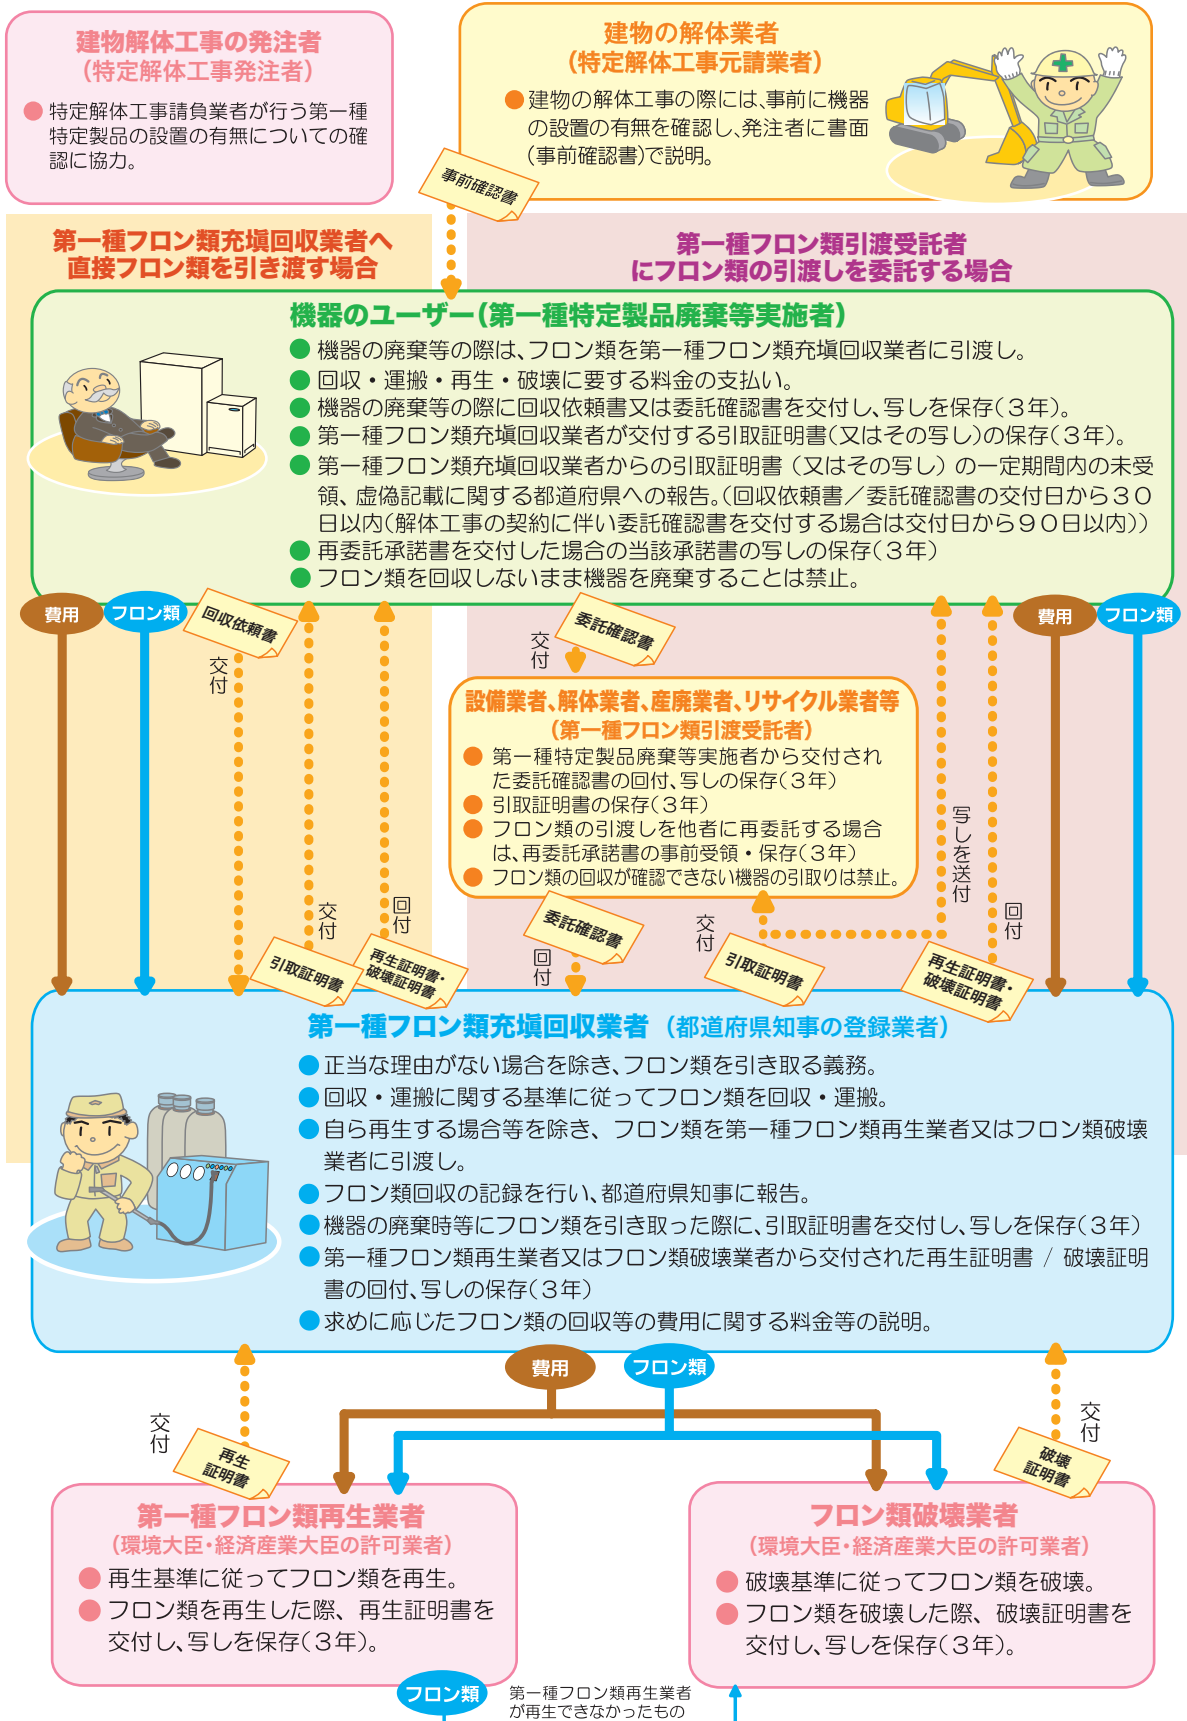 建物解体工事の発注者
(特定解体工事発注者)
● 特定解体工事請負業者が行う第一種
特定製品の設置の有無についての確
認に協力。
建物の解体業者
(特定解体工事元請業者)
●建物の解体工事の際には、事前に機器
の設置の有無を確認し、発注者に書面
(事前確認書)で説明。
事前確認書
第一種フロン類充塡回収業者へ
直接フロン類を引き渡す場合
第一種フロン類引渡受託者
にフロン類の引渡しを委託する場合
機器のユーザー(第一種特定製品廃棄等実施者)
● 機器の廃棄等の際は、フロン類を第一種フロン類充塡回収業者に引渡し。
● 回収・運搬・再生・破壊に要する料金の支払い。
● 機器の廃棄等の際に回収依頼書又は委託確認書を交付し、写しを保存(3年)。
● 第一種フロン類充塡回収業者が交付する引取証明書(又はその写し)の保存(3年)。
● 第一種フロン類充塡回収業者からの引取証明書(又はその写し)の一定期間内の未受
領、虚偽記載に関する都道府県への報告。(回収依頼書/委託確認書の交付日から30
日以内(解体工事の契約に伴い委託確認書を交付する場合は交付日から90日以内))
● 再委託承諾書を交付した場合の当該承諾書の写しの保存(3年)
● フロン類を回収しないまま機器を廃棄することは禁止。
費用
フロン類
回収依頼書
交付
委託確認書
交付
費用
フロン類
設備業者、解体業者、産廃業者、リサイクル業者等
(第一種フロン類引渡受託者)
● 第一種特定製品廃棄等実施者から交付され
た委託確認書の回付、写しの保存(3年)
● 引取証明書の保存(3年)
● フロン類の引渡しを他者に再委託する場合
は、再委託承諾書の事前受領・保存(3年)
● フロン類の回収が確認できない機器の引取りは禁止。
写しを送付
交付
引取証明書
回付
再生証明書・
破壊証明書
委託確認書
回付
交付
引取証明書
再生証明書・
破壊証明書
回付
第一種フロン類充塡回収業者(都道府県知事の登録業者)
●正当な理由がない場合を除き、フロン類を引き取る義務。
●回収・運搬に関する基準に従ってフロン類を回収・運搬。
●自ら再生する場合等を除き、フロン類を第一種フロン類再生業者又はフロン類破壊
業者に引渡し。
●フロン類回収の記録を行い、都道府県知事に報告。
●機器の廃棄時等にフロン類を引き取った際に、引取証明書を交付し、写しを保存(3年)
●第一種フロン類再生業者又はフロン類破壊業者から交付された再生証明書 / 破壊証明
書の回付、写しの保存(3年)
●求めに応じたフロン類の回収等の費用に関する料金等の説明。
費用
フロン類
交付
再生
証明書
交付
破壊
証明書
第一種フロン類再生業者
(環境大臣・経済産業大臣の許可業者)
● 再生基準に従ってフロン類を再生。
● フロン類を再生した際、再生証明書を
交付し、写しを保存(3年)。
フロン類破壊業者
(環境大臣・経済産業大臣の許可業者)
● 破壊基準に従ってフロン類を破壊。
● フロン類を破壊した際、破壊証明書を
交付し、写しを保存(3年)。
フロン類
第一種フロン類再生業者
が再生できなかったもの